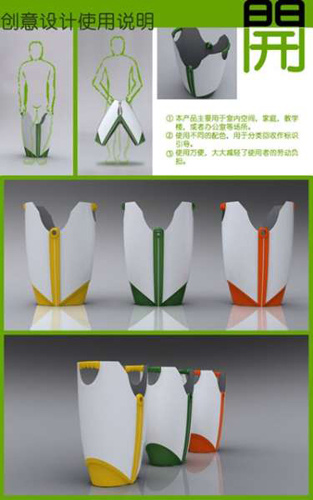 创意设计使用说明
開
① 本产品主要用于室内空间，家庭，教学
楼，或者办公室等场所。
② 使用不同的配色，用于分类回收作标识
引导。
③ 使用方便，大大减轻了使用者的劳动负
担。